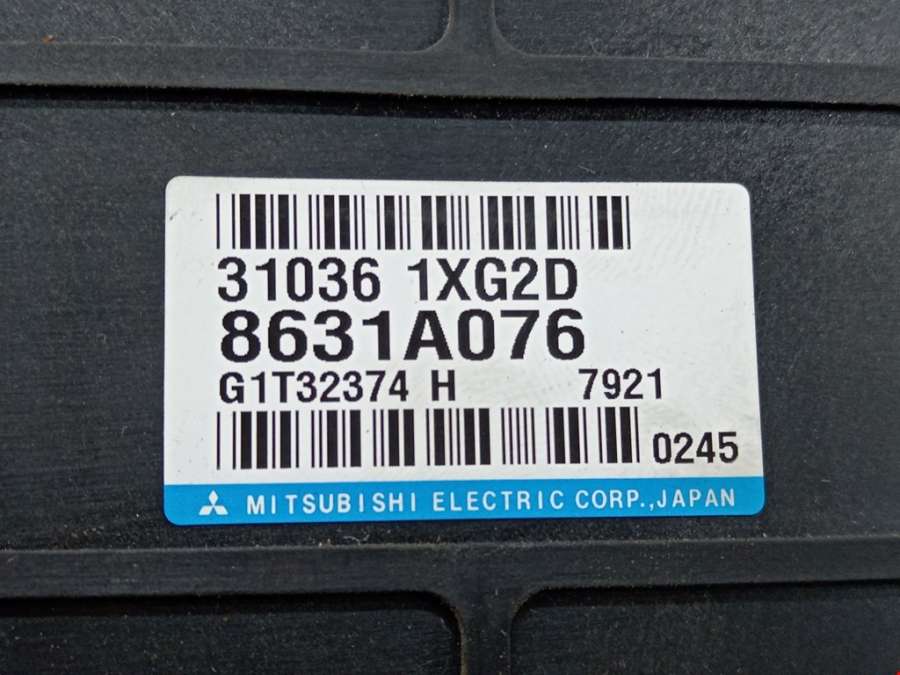 31036 1XG2D
8631A076
G1T32374 H 7921
0245
MITSUBISHI ELECTRIC CORP.,JAPAN